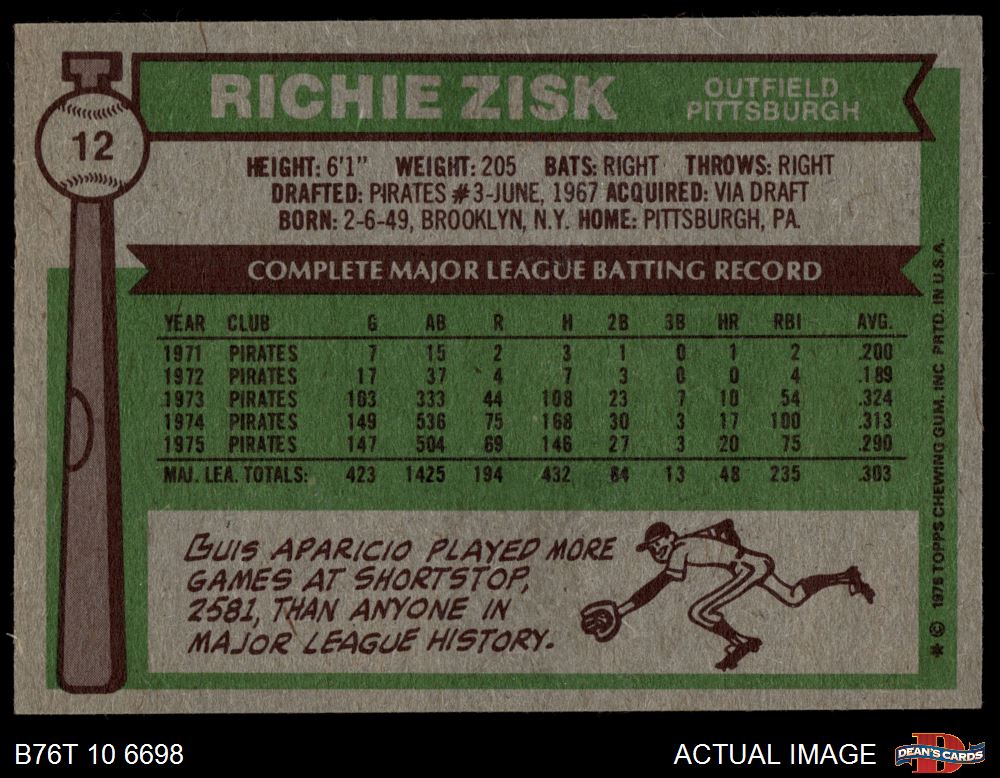 RICHIE ZISK
OUTFIELD
PITTSBURGH
12
HEIGHT: 6'1" WEIGHT: 205 BATS: RIGHT THROWS: RIGHT
DRAFTED: PIRATES #3-JUNE, 1967 ACQUIRED: VIA DRAFT
BORN: 2-6-49, BROOKLYN, N.Y. HOME: PITTSBURGH, PA.
COMPLETE MAJOR LEAGUE BATTING RECORD
YEAR CLUB G AB R H 2B 3B HR RBI AVG.
1971 PIRATES 7 15 2 3 1 0 1 2 .200
1972 PIRATES 17 37 4 7 3 0 0 4 .189
1973 PIRATES 103 333 44 108 23 7 10 54 .324
1974 PIRATES 149 536 75 168 30 3 17 100 .313
1975 PIRATES 147 504 69 146 27 3 20 75 .290
MAJ. LEA. TOTALS: 423 1425 194 432 84 13 48 235 .303
LUIS APARICIO PLAYED MORE
GAMES AT SHORTSTOP,
2581, THAN ANYONE IN
MAJOR LEAGUE HISTORY.
* © 1976 TOPPS CHEWING GUM, INC PRTD. IN U.S.A.
B76T 10 6698
ACTUAL IMAGE
DEAN'S CARDS